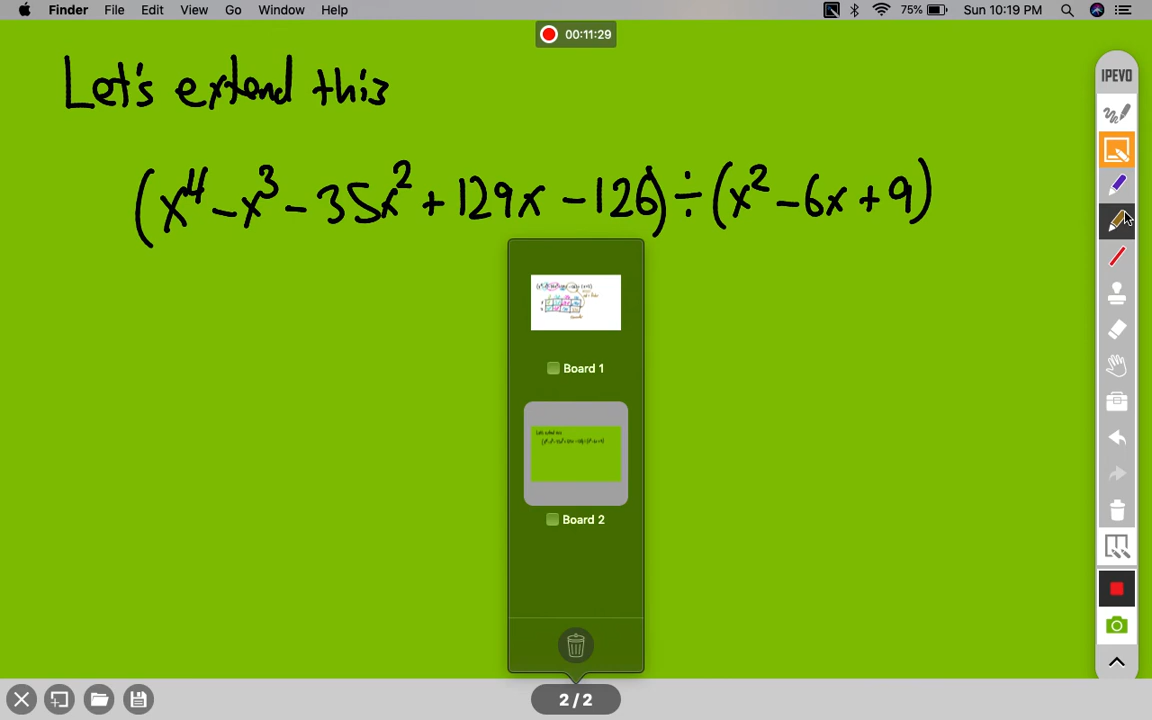 Finder File Edit View Go Window Help 75% Sun 10:19 PM
00:11:29
IPEVO
Let's extend this
(x⁴ - x³ - 35x² + 129x - 126) ÷ (x² - 6x + 9)
Board 1
Board 2
2 / 2